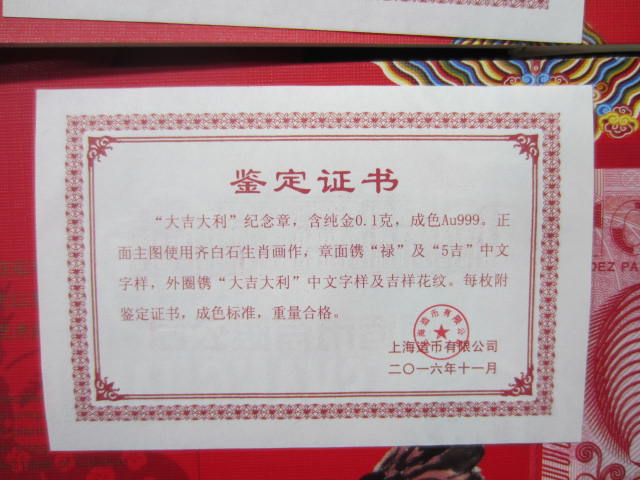 鉴定证书
“大吉大利”纪念章，含纯金0.1克，成色Au999。正
面主图使用齐白石生肖画作，章面镌“禄”及“5吉”中文
字样，外圈镌“大吉大利”中文字样及吉祥花纹。每枚附
鉴定证书，成色标准，重量合格。
上海造币有限公司
二〇一六年十一月
DEZ PA